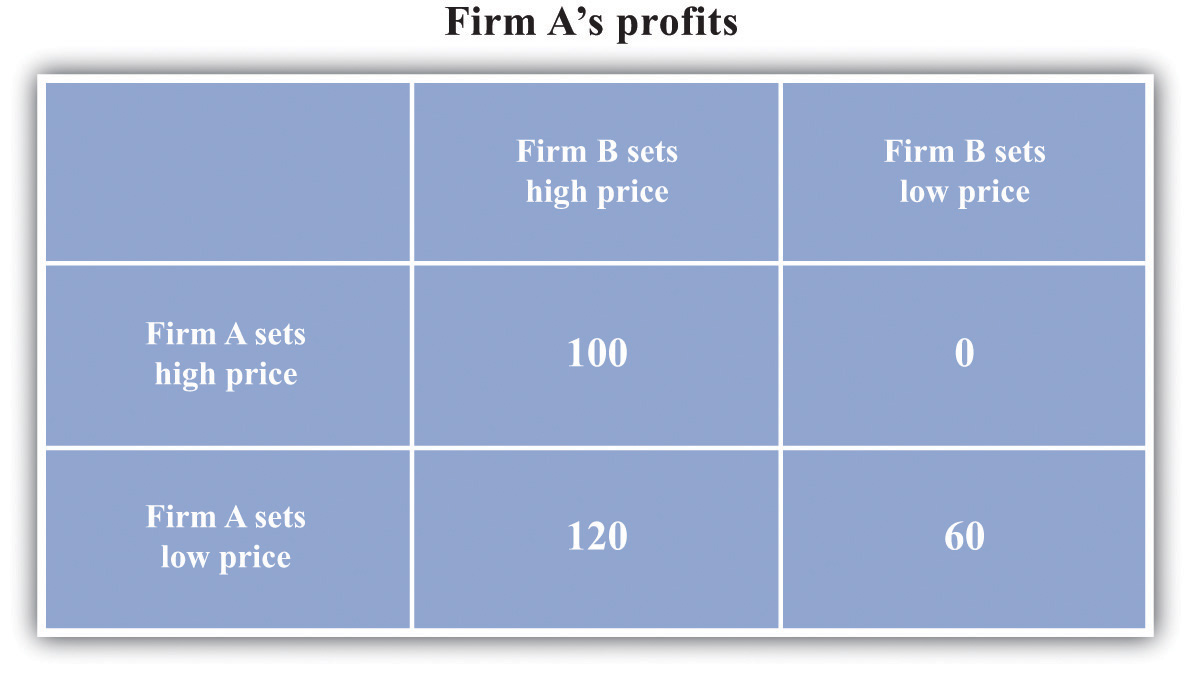 Firm A’s profits
Firm B sets
high price
Firm B sets
low price
Firm A sets
high price
100
0
Firm A sets
low price
120
60